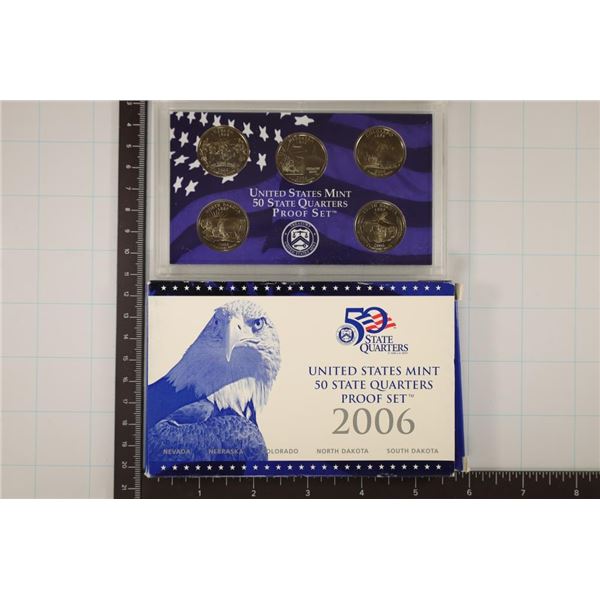 UNITED STATES MINT
50 STATE QUARTERS
PROOF SET™
50
STATE
QUARTERS
UNITED STATES MINT
50 STATE QUARTERS
PROOF SET™
2006
NEVADA NEBRASKA COLORADO NORTH DAKOTA SOUTH DAKOTA
1 2 3 4 5 6 7 8